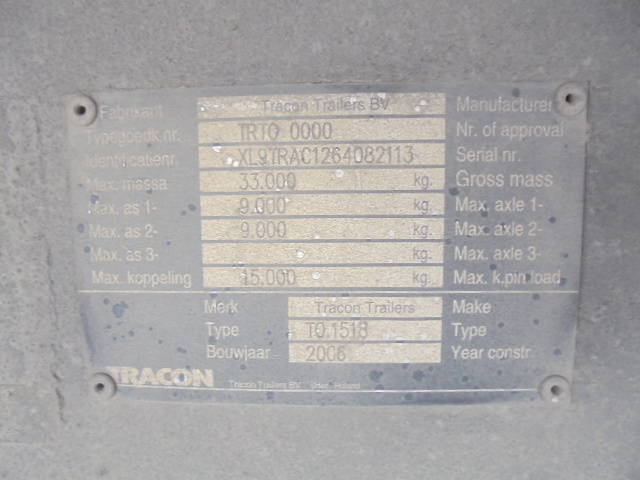 Fabrikant Tracon Trailers BV Manufacturer
Typegoedk.nr. TRTO 0000 Nr. of approval
Identificatienr. XL9TRAC1264082113 Serial nr.
Max. massa 33.000 kg. Gross mass
Max. as 1- 9.000 kg. Max. axle 1-
Max. as 2- 9.000 kg. Max. axle 2-
Max. as 3- kg. Max. axle 3-
Max. koppeling 15.000 kg. Max. k.pin load
Merk Tracon Trailers Make
Type TO 1518 Type
Bouwjaar 2006 Year constr.
TRACON Tracon Trailers BV Holland